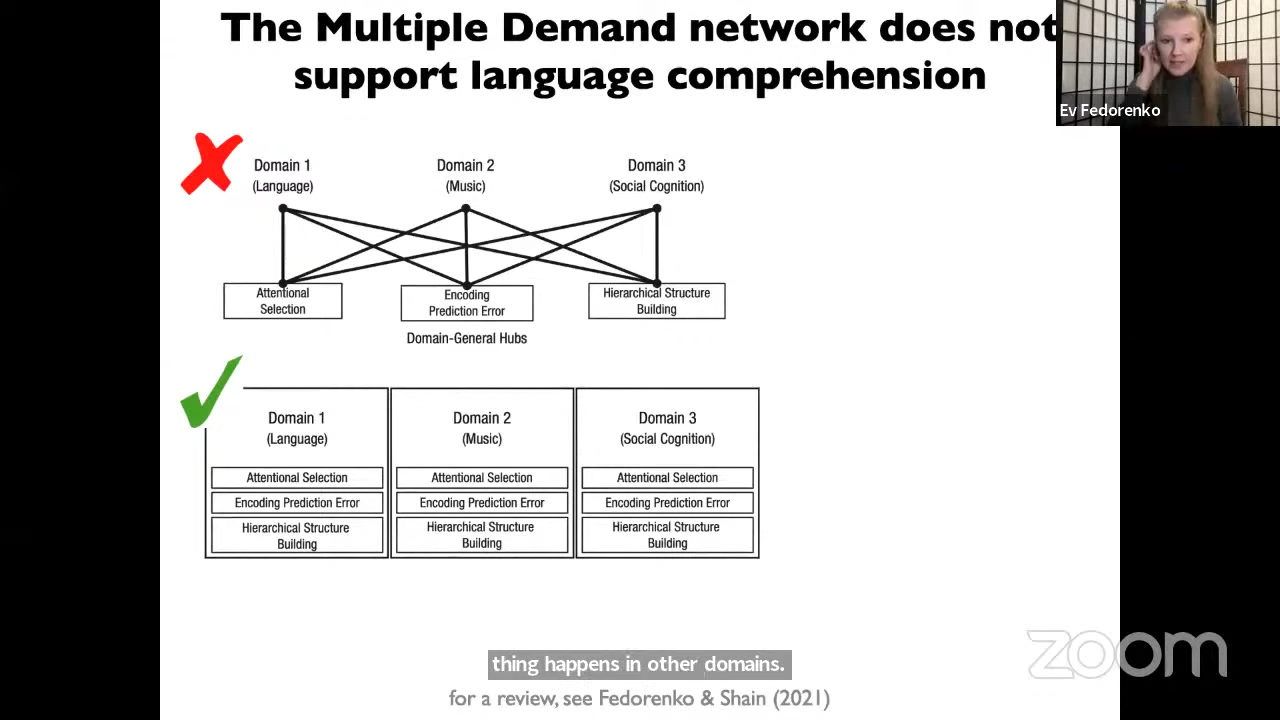 The Multiple Demand network does not
support language comprehension
Ev Fedorenko
Domain 1
(Language)
Domain 2
(Music)
Domain 3
(Social Cognition)
Attentional
Selection
Encoding
Prediction Error
Hierarchical Structure
Building
Domain-General Hubs
Domain 1
(Language)
Attentional Selection
Encoding Prediction Error
Hierarchical Structure
Building
Domain 2
(Music)
Attentional Selection
Encoding Prediction Error
Hierarchical Structure
Building
Domain 3
(Social Cognition)
Attentional Selection
Encoding Prediction Error
Hierarchical Structure
Building
thing happens in other domains.
for a review, see Fedorenko & Shain (2021)
zoom